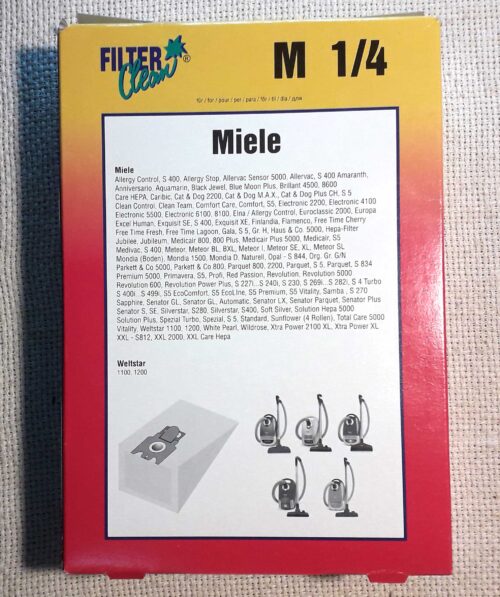 FILTER
Clean ®
M 1/4
für / for / pour / per / para / för / til / dla / для
Miele
Miele
Allergy Control, S 400, Allergy Stop, Allervac Sensor 5000, Allervac, S 400 Amaranth,
Anniversario, Aquamarin, Black Jewel, Blue Moon Plus, Brillant 4500, 8600
Care HEPA, Caribic, Cat & Dog 2200, Cat & Dog M.A.X., Cat & Dog Plus CH, S 5
Clean Control, Clean Team, Comfort Care, Comfort, S5, Electronic 2200, Electronic 4100
Electronic 5500, Electronic 6100, 8100, Elna / Allergy Control, Euroclassic 2000, Europa
Excel Human, Exquisit SE, S 400, Exquisit XE, Finlandia, Flamenco, Free Time Cherry
Free Time Fresh, Free Time Lagoon, Gala, S 5, Gr. H, Haus & Co. 5000, Hepa-Filter
Jubilee, Jubileum, Medicair 800, 800 Plus, Medicair Plus 5000, Medicair, S5
Medivac, S 400, Meteor, Meteor BL, BXL, Meteor I, Meteor SE, XL, Meteor SL
Mondia (Boden), Mondia 1500, Mondia D, Naturell, Opal - S 844, Org. Gr. G/N
Parkett & Co 5000, Parkett & Co 800, Parquet 800, 2200, Parquet, S 5, Parquet, S 834
Premium 5000, Primavera, S5, Profi, Red Passion, Revolution, Revolution 5000
Revolution 600, Revolution Power Plus, S 227i...S 240i, S 230, S 269i...S 282i, S 4 Turbo
S 400i...S 499i, S5 EcoComfort, S5 EcoLine, S5 Premium, S5 Vitality, Samba , S 270
Sapphire, Senator GL, Senator GL, Automatic, Senator LX, Senator Parquet, Senator Plus
Senator S, SE, Silverstar, S280, Silverstar, S400, Soft Silver, Solution Hepa 5000
Solution Plus, Spezial Turbo, Spezial, S 5, Standard, Sunflower (4 Rollen), Total Care 5000
Vitality, Weltstar 1100, 1200, White Pearl, Wildrose, Xtra Power 2100 XL, Xtra Power XL
XXL - S812, XXL 2000, XXL Care Hepa
Weltstar
1100, 1200